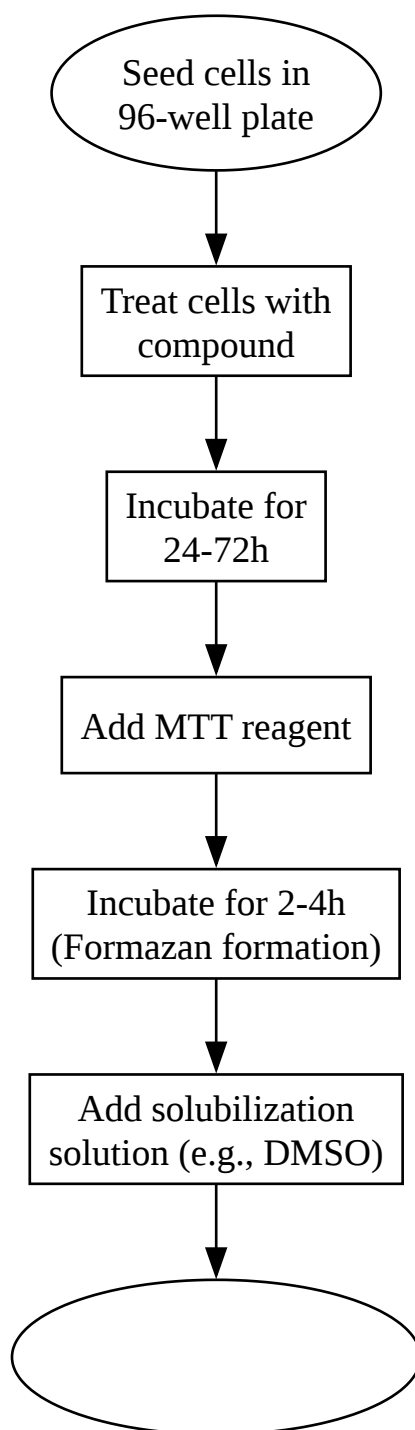 Seed cells in
96-well plate
Treat cells with
compound
Incubate for
24-72h
Add MTT reagent
Incubate for 2-4h
(Formazan formation)
Add solubilization
solution (e.g., DMSO)